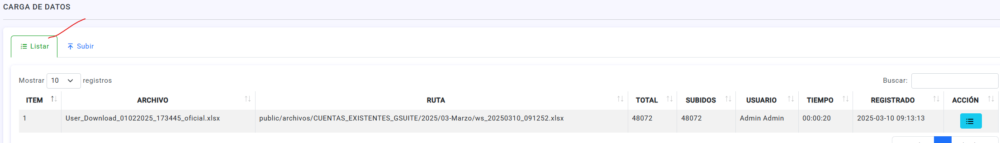 CARGA DE DATOS
Listar Subir
Mostrar 10 registros Buscar:
ITEM ARCHIVO RUTA TOTAL SUBIDOS USUARIO TIEMPO REGISTRADO ACCIÓN
1 User_Download_01022025_173445_oficial.xlsx public/archivos/CUENTAS_EXISTENTES_GSUITE/2025/03-Marzo/ws_20250310_091252.xlsx 48072 48072 Admin Admin 00:00:20 2025-03-10 09:13:13